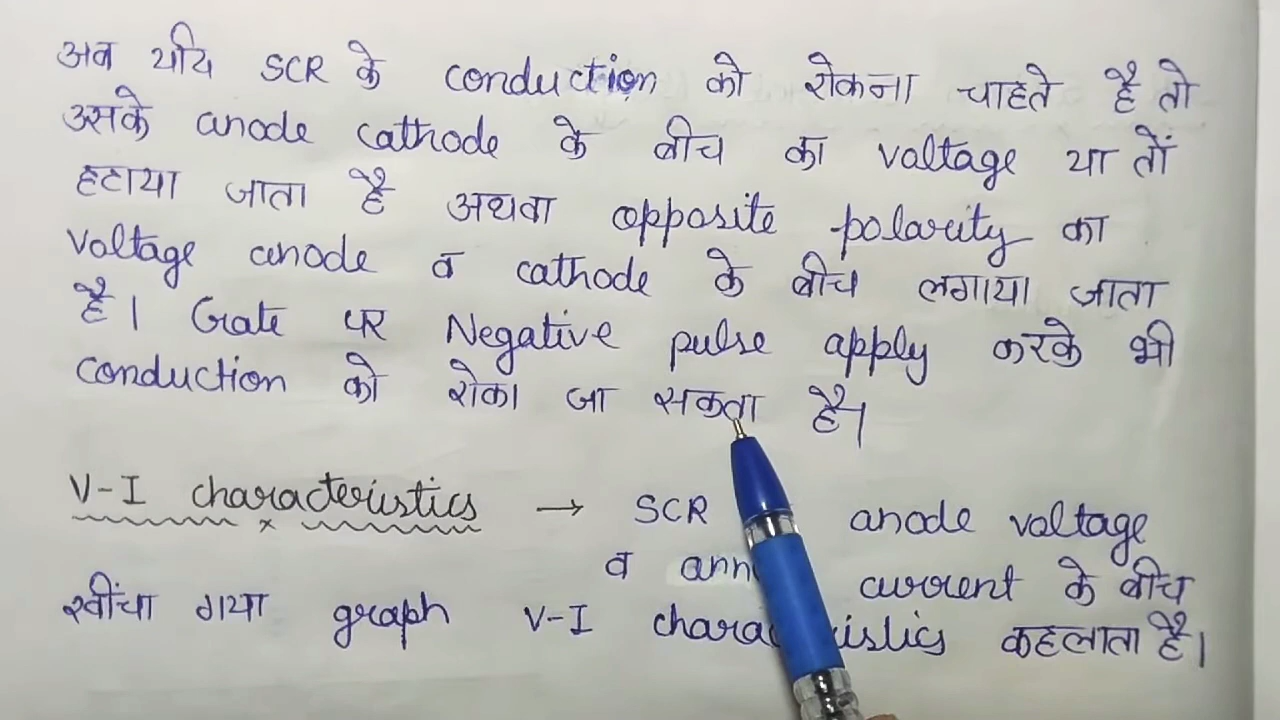 अब यदि SCR के conduction को रोकना चाहते है तो
उसके anode cathode के बीच का voltage या तों
हटाया जाता है अथवा opposite polarity का
voltage anode व cathode के बीच लगाया जाता
है। Gate पर Negative pulse apply करके भी
conduction को रोका जा सकता है।
V-I characteristics → SCR anode voltage
व current के बीच
खींचा गया graph V-I कहलाता है।